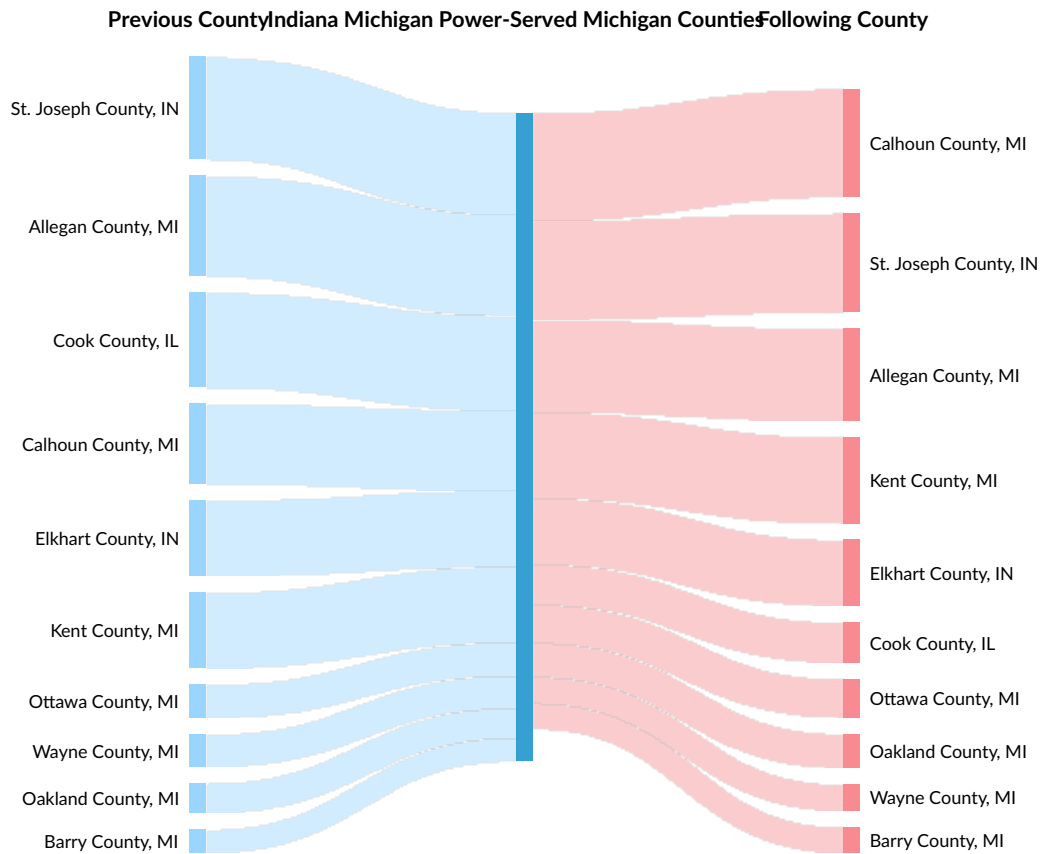 Previous County
Indiana Michigan Power-Served Michigan Counties
Following County
St. Joseph County, IN
Allegan County, MI
Cook County, IL
Calhoun County, MI
Elkhart County, IN
Kent County, MI
Ottawa County, MI
Wayne County, MI
Oakland County, MI
Barry County, MI
Calhoun County, MI
St. Joseph County, IN
Allegan County, MI
Kent County, MI
Elkhart County, IN
Cook County, IL
Ottawa County, MI
Oakland County, MI
Wayne County, MI
Barry County, MI